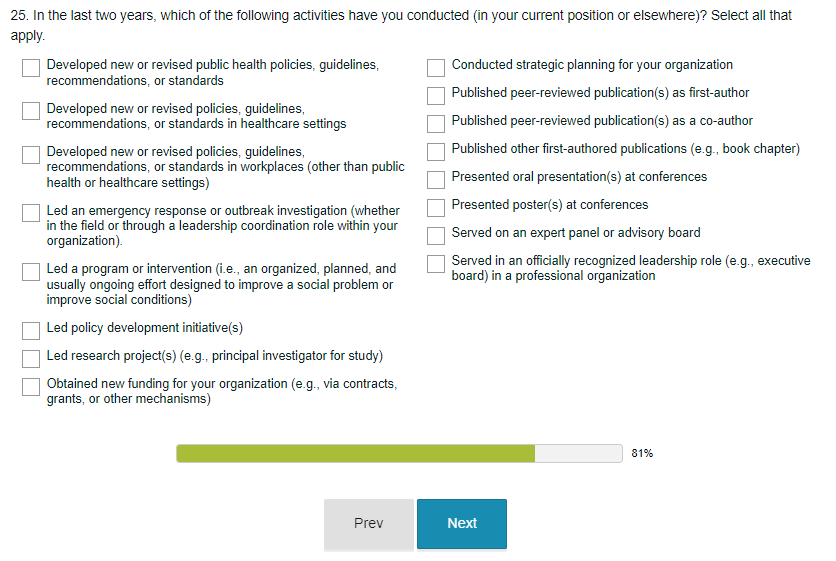 25. In the last two years, which of the following activities have you conducted (in your current position or elsewhere)? Select all that
apply.
Developed new or revised public health policies, guidelines,
recommendations, or standards
Developed new or revised policies, guidelines,
recommendations, or standards in healthcare settings
Developed new or revised policies, guidelines,
recommendations, or standards in workplaces (other than public
health or healthcare settings)
Led an emergency response or outbreak investigation (whether
in the field or through a leadership coordination role within your
organization).
Led a program or intervention (i.e., an organized, planned, and
usually ongoing effort designed to improve a social problem or
improve social conditions)
Led policy development initiative(s)
Led research project(s) (e.g., principal investigator for study)
Obtained new funding for your organization (e.g., via contracts,
grants, or other mechanisms)
Conducted strategic planning for your organization
Published peer-reviewed publication(s) as first-author
Published peer-reviewed publication(s) as a co-author
Published other first-authored publications (e.g., book chapter)
Presented oral presentation(s) at conferences
Presented poster(s) at conferences
Served on an expert panel or advisory board
Served in an officially recognized leadership role (e.g., executive
board) in a professional organization
81%
Prev
Next